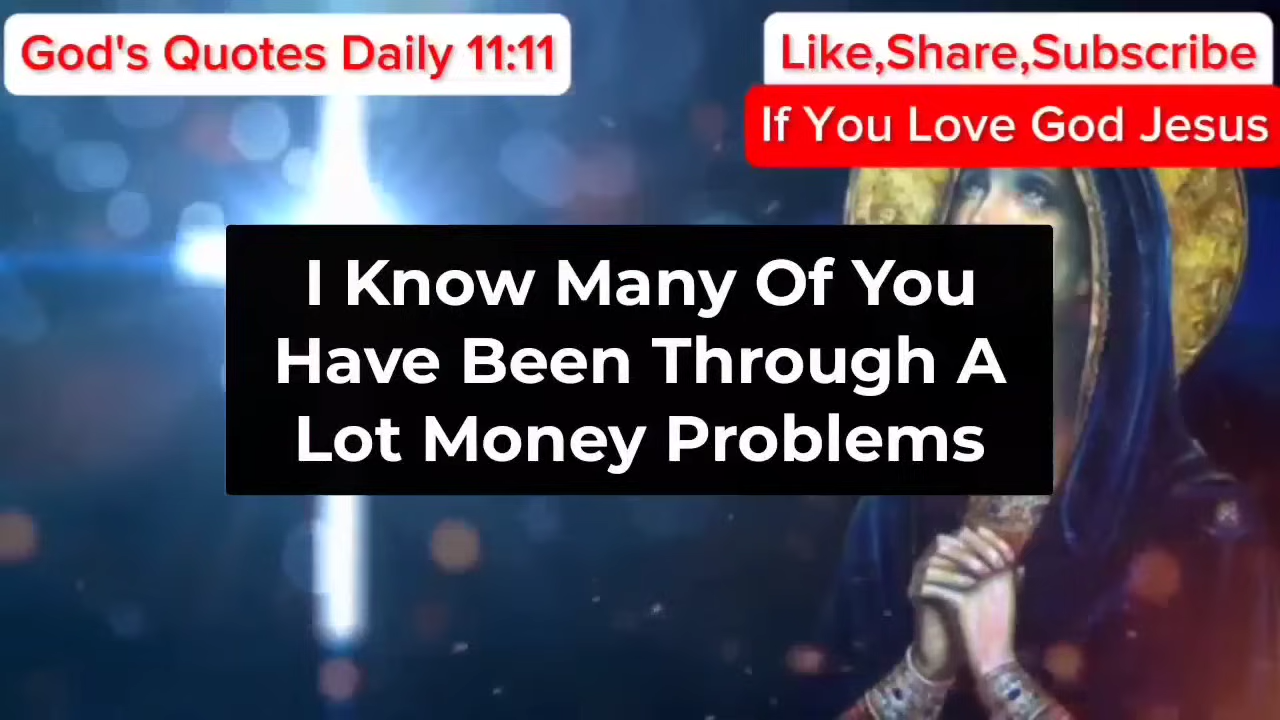 God's Quotes Daily 11:11
Like,Share,Subscribe
If You Love God Jesus
I Know Many Of You
Have Been Through A
Lot Money Problems